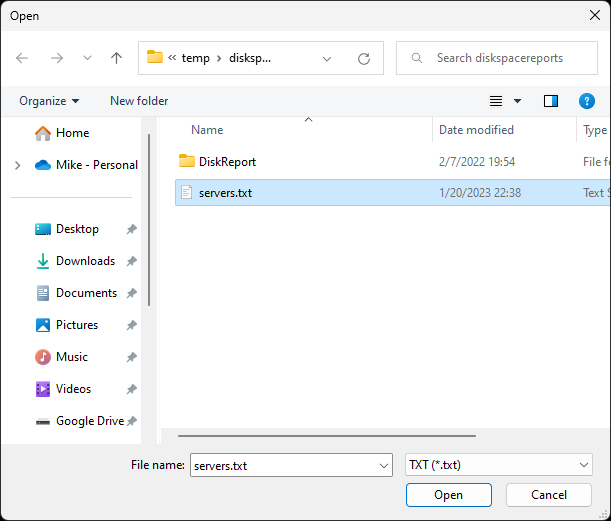 Open
« temp › disksp...
Search diskspacereports
Organize
New folder
?
Home
Mike - Personal
Desktop
Downloads
Documents
Pictures
Music
Videos
Google Drive
Name Date modified Type
DiskReport 2/7/2022 19:54 File fo
servers.txt 1/20/2023 22:38 Text S
File name: servers.txt TXT (*.txt)
Open Cancel